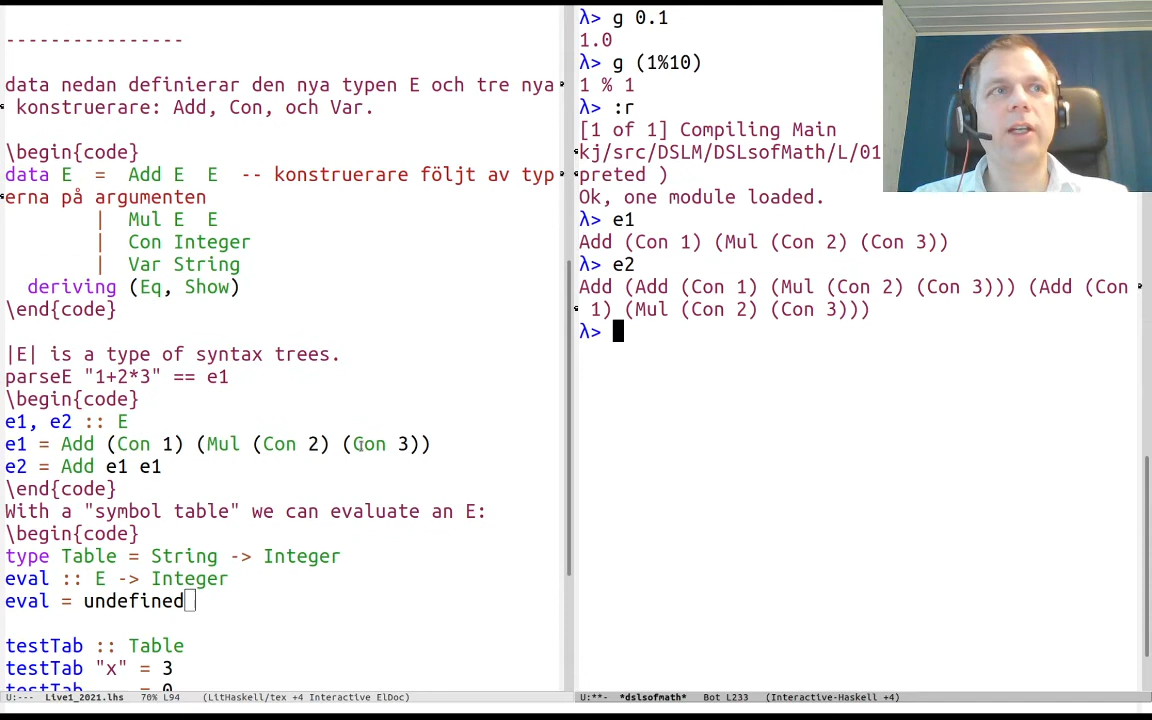 ----------------
data nedan definierar den nya typen E och tre nya
konstruerare: Add, Con, och Var.
\begin{code}
data E  =  Add E  E  -- konstruerare följt av typ
erna på argumenten
|  Mul E  E
|  Con Integer
|  Var String
deriving (Eq, Show)
\end{code}
|E| is a type of syntax trees.
parseE "1+2*3" == e1
\begin{code}
e1, e2 :: E
e1 = Add (Con 1) (Mul (Con 2) (Con 3))
e2 = Add e1 e1
\end{code}
With a "symbol table" we can evaluate an E:
\begin{code}
type Table = String -> Integer
eval :: E -> Integer
eval = undefined
testTab :: Table
testTab "x" = 3
testTab _ = 0
U:--- Live1_2021.lhs 70% L94 (LitHaskell/tex +4 Interactive ElDoc)
λ> g 0.1
1.0
λ> g (1%10)
1 % 1
λ> :r
[1 of 1] Compiling Main
kj/src/DSLM/DSLsofMath/L/01
preted )
Ok, one module loaded.
λ> e1
Add (Con 1) (Mul (Con 2) (Con 3))
λ> e2
Add (Add (Con 1) (Mul (Con 2) (Con 3))) (Add (Con
1) (Mul (Con 2) (Con 3)))
λ>
U:**- *dslsofmath* Bot L233 (Interactive-Haskell +4)